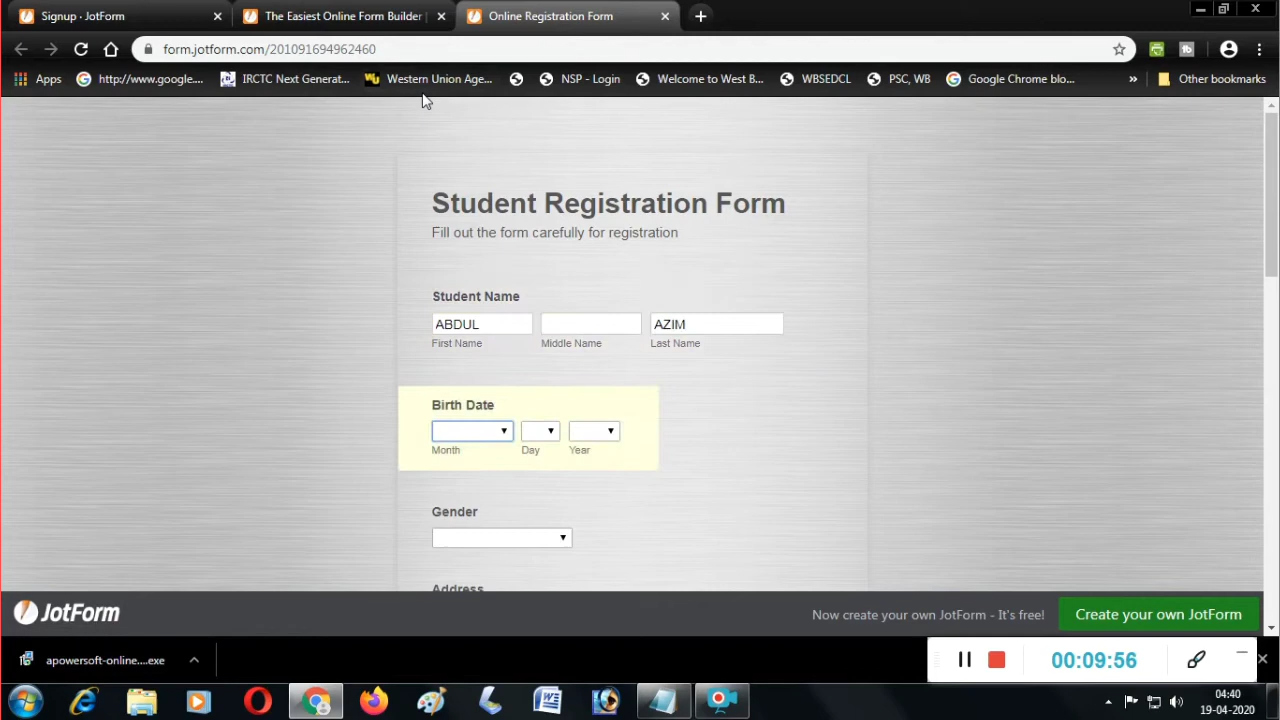 Signup · JotForm
The Easiest Online Form Builder
Online Registration Form
form.jotform.com/201091694962460
Apps
http://www.google....
IRCTC Next Generat...
Western Union Age...
NSP - Login
Welcome to West B...
WBSEDCL
PSC, WB
Google Chrome blo...
»
Other bookmarks
Student Registration Form
Fill out the form carefully for registration
Student Name
ABDUL
AZIM
First Name
Middle Name
Last Name
Birth Date
Month
Day
Year
Gender
Address
JotForm
Now create your own JotForm - It's free!
Create your own JotForm
apowersoft-online....exe
00:09:56
04:40
19-04-2020